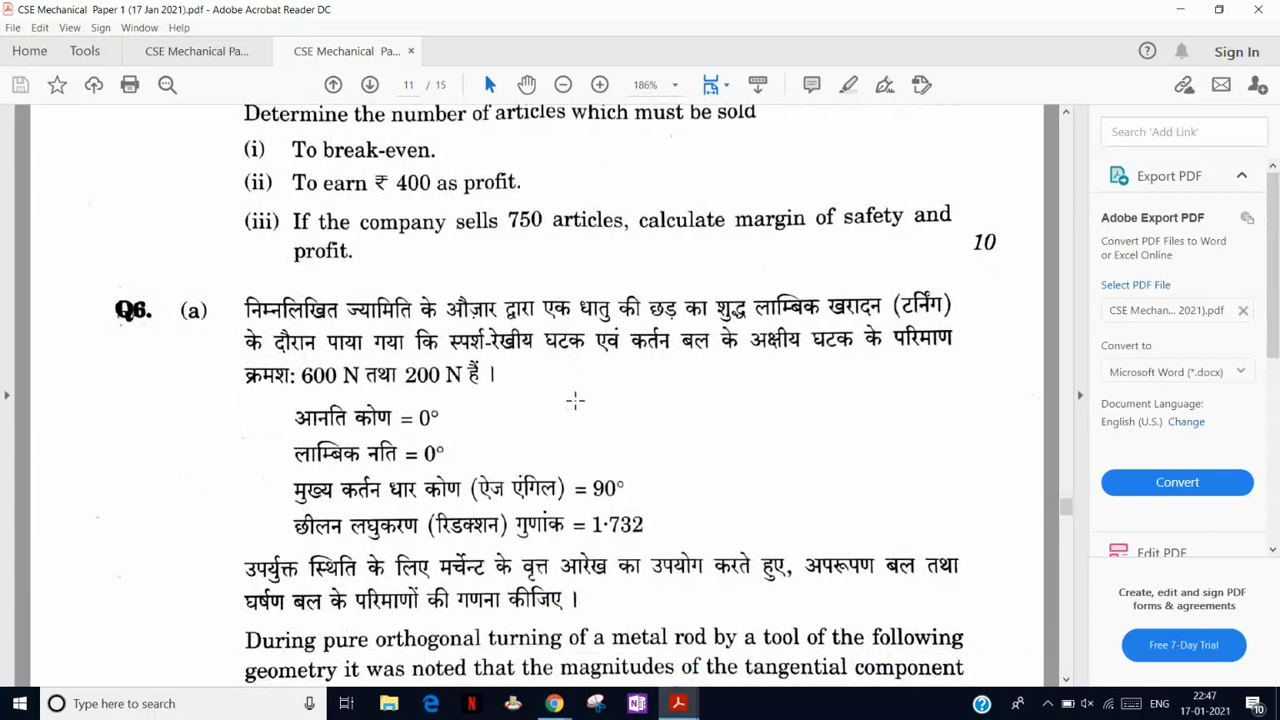 CSE Mechanical Paper 1 (17 Jan 2021).pdf - Adobe Acrobat Reader DC
File Edit View Sign Window Help
Home Tools CSE Mechanical Pa... CSE Mechanical Pa... × Sign In
11 / 15 186%
Determine the number of articles which must be sold
(i) To break-even.
(ii) To earn ₹ 400 as profit.
(iii) If the company sells 750 articles, calculate margin of safety and
profit.
10
Q6. (a) निम्नलिखित ज्यामिति के औज़ार द्वारा एक धातु की छड़ का शुद्ध लाम्बिक खरादन (टर्निंग)
के दौरान पाया गया कि स्पर्श-रेखीय घटक एवं कर्तन बल के अक्षीय घटक के परिमाण
क्रमश: 600 N तथा 200 N हैं ।
आनति कोण = 0°
लाम्बिक नति = 0°
मुख्य कर्तन धार कोण (ऐज एंगिल) = 90°
छीलन लघुकरण (रिडक्शन) गुणांक = 1·732
उपर्युक्त स्थिति के लिए मर्चेन्ट के वृत्त आरेख का उपयोग करते हुए, अपरूपण बल तथा
घर्षण बल के परिमाणों की गणना कीजिए ।
During pure orthogonal turning of a metal rod by a tool of the following
geometry it was noted that the magnitudes of the tangential component
Search 'Add Link'
Export PDF
Adobe Export PDF
Convert PDF Files to Word
or Excel Online
Select PDF File
CSE Mechan... 2021).pdf
Convert to
Microsoft Word (*.docx)
Document Language:
English (U.S.) Change
Convert
Edit PDF
Create, edit and sign PDF
forms & agreements
Free 7-Day Trial
Type here to search
ENG
22:47
17-01-2021
10